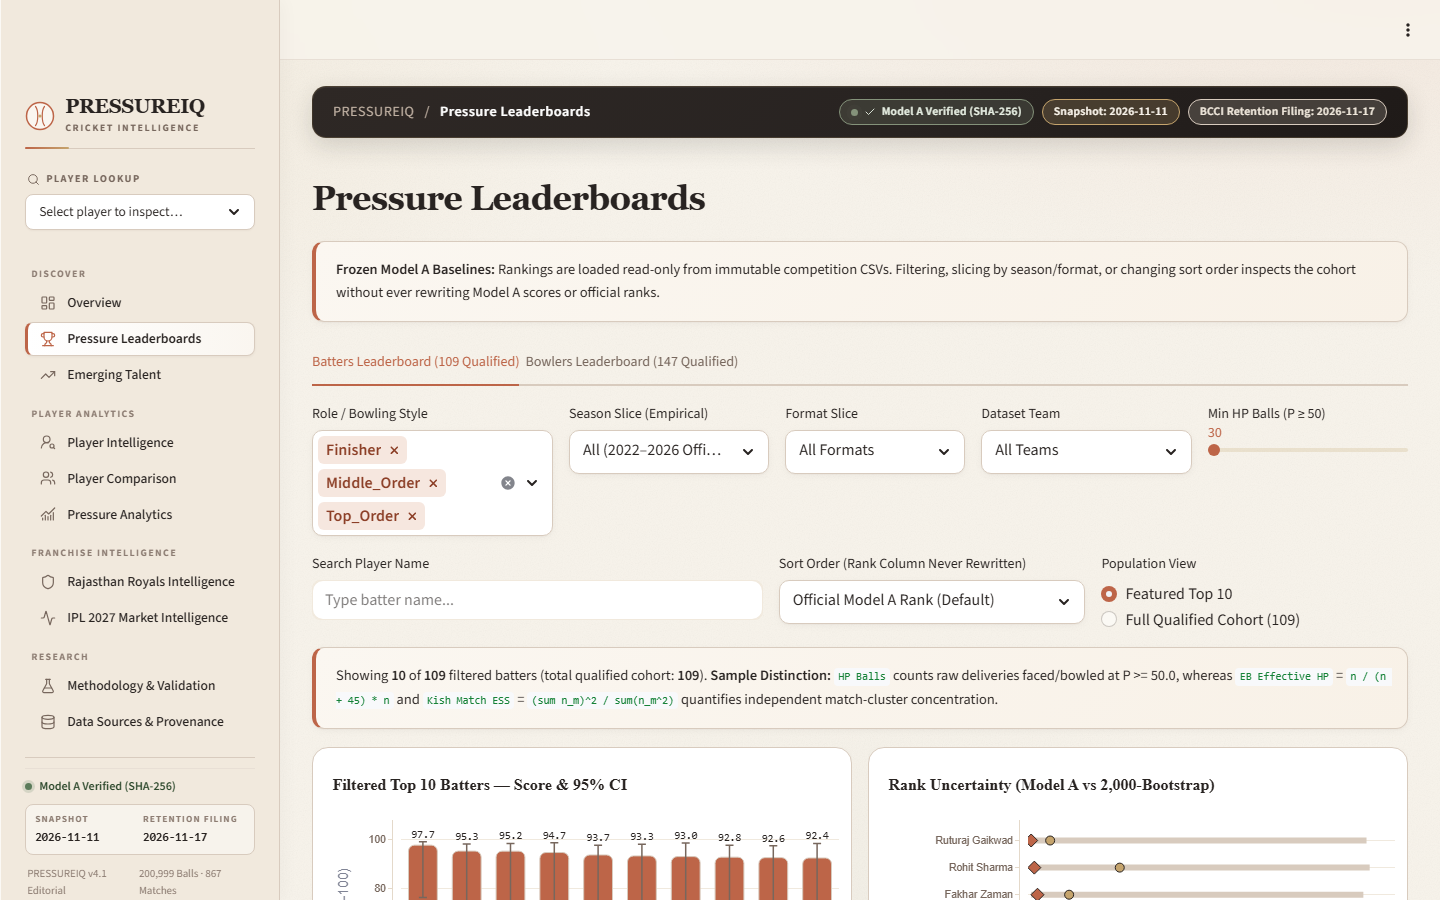 PRESSUREIQ
CRICKET INTELLIGENCE
PLAYER LOOKUP
Select player to inspect…
DISCOVER
Overview
Pressure Leaderboards
Emerging Talent
PLAYER ANALYTICS
Player Intelligence
Player Comparison
Pressure Analytics
FRANCHISE INTELLIGENCE
Rajasthan Royals Intelligence
IPL 2027 Market Intelligence
RESEARCH
Methodology & Validation
Data Sources & Provenance
Model A Verified (SHA-256)
SNAPSHOT
2026-11-11
RETENTION FILING
2026-11-17
PRESSUREIQ v4.1
Editorial
200,999 Balls · 867
Matches
PRESSUREIQ / Pressure Leaderboards
Model A Verified (SHA-256)
Snapshot: 2026-11-11
BCCI Retention Filing: 2026-11-17
Pressure Leaderboards
Frozen Model A Baselines: Rankings are loaded read-only from immutable competition CSVs. Filtering, slicing by season/format, or changing sort order inspects the cohort
without ever rewriting Model A scores or official ranks.
Batters Leaderboard (109 Qualified) Bowlers Leaderboard (147 Qualified)
Role / Bowling Style
Finisher
Middle_Order
Top_Order
Season Slice (Empirical)
All (2022–2026 Offi…
Format Slice
All Formats
Dataset Team
All Teams
Min HP Balls (P ≥ 50)
30
Search Player Name
Type batter name...
Sort Order (Rank Column Never Rewritten)
Official Model A Rank (Default)
Population View
Featured Top 10
Full Qualified Cohort (109)
Showing 10 of 109 filtered batters (total qualified cohort: 109). Sample Distinction: HP Balls counts raw deliveries faced/bowled at P >= 50.0, whereas EB Effective HP = n / (n
+ 45) * n and Kish Match ESS = (sum n_m)^2 / sum(n_m^2) quantifies independent match-cluster concentration.
Filtered Top 10 Batters — Score & 95% CI
97.7 95.3 95.2 94.7 93.7 93.3 93.0 92.8 92.6 92.4
100
80
–100)
Rank Uncertainty (Model A vs 2,000-Bootstrap)
Ruturaj Gaikwad
Rohit Sharma
Fakhar Zaman